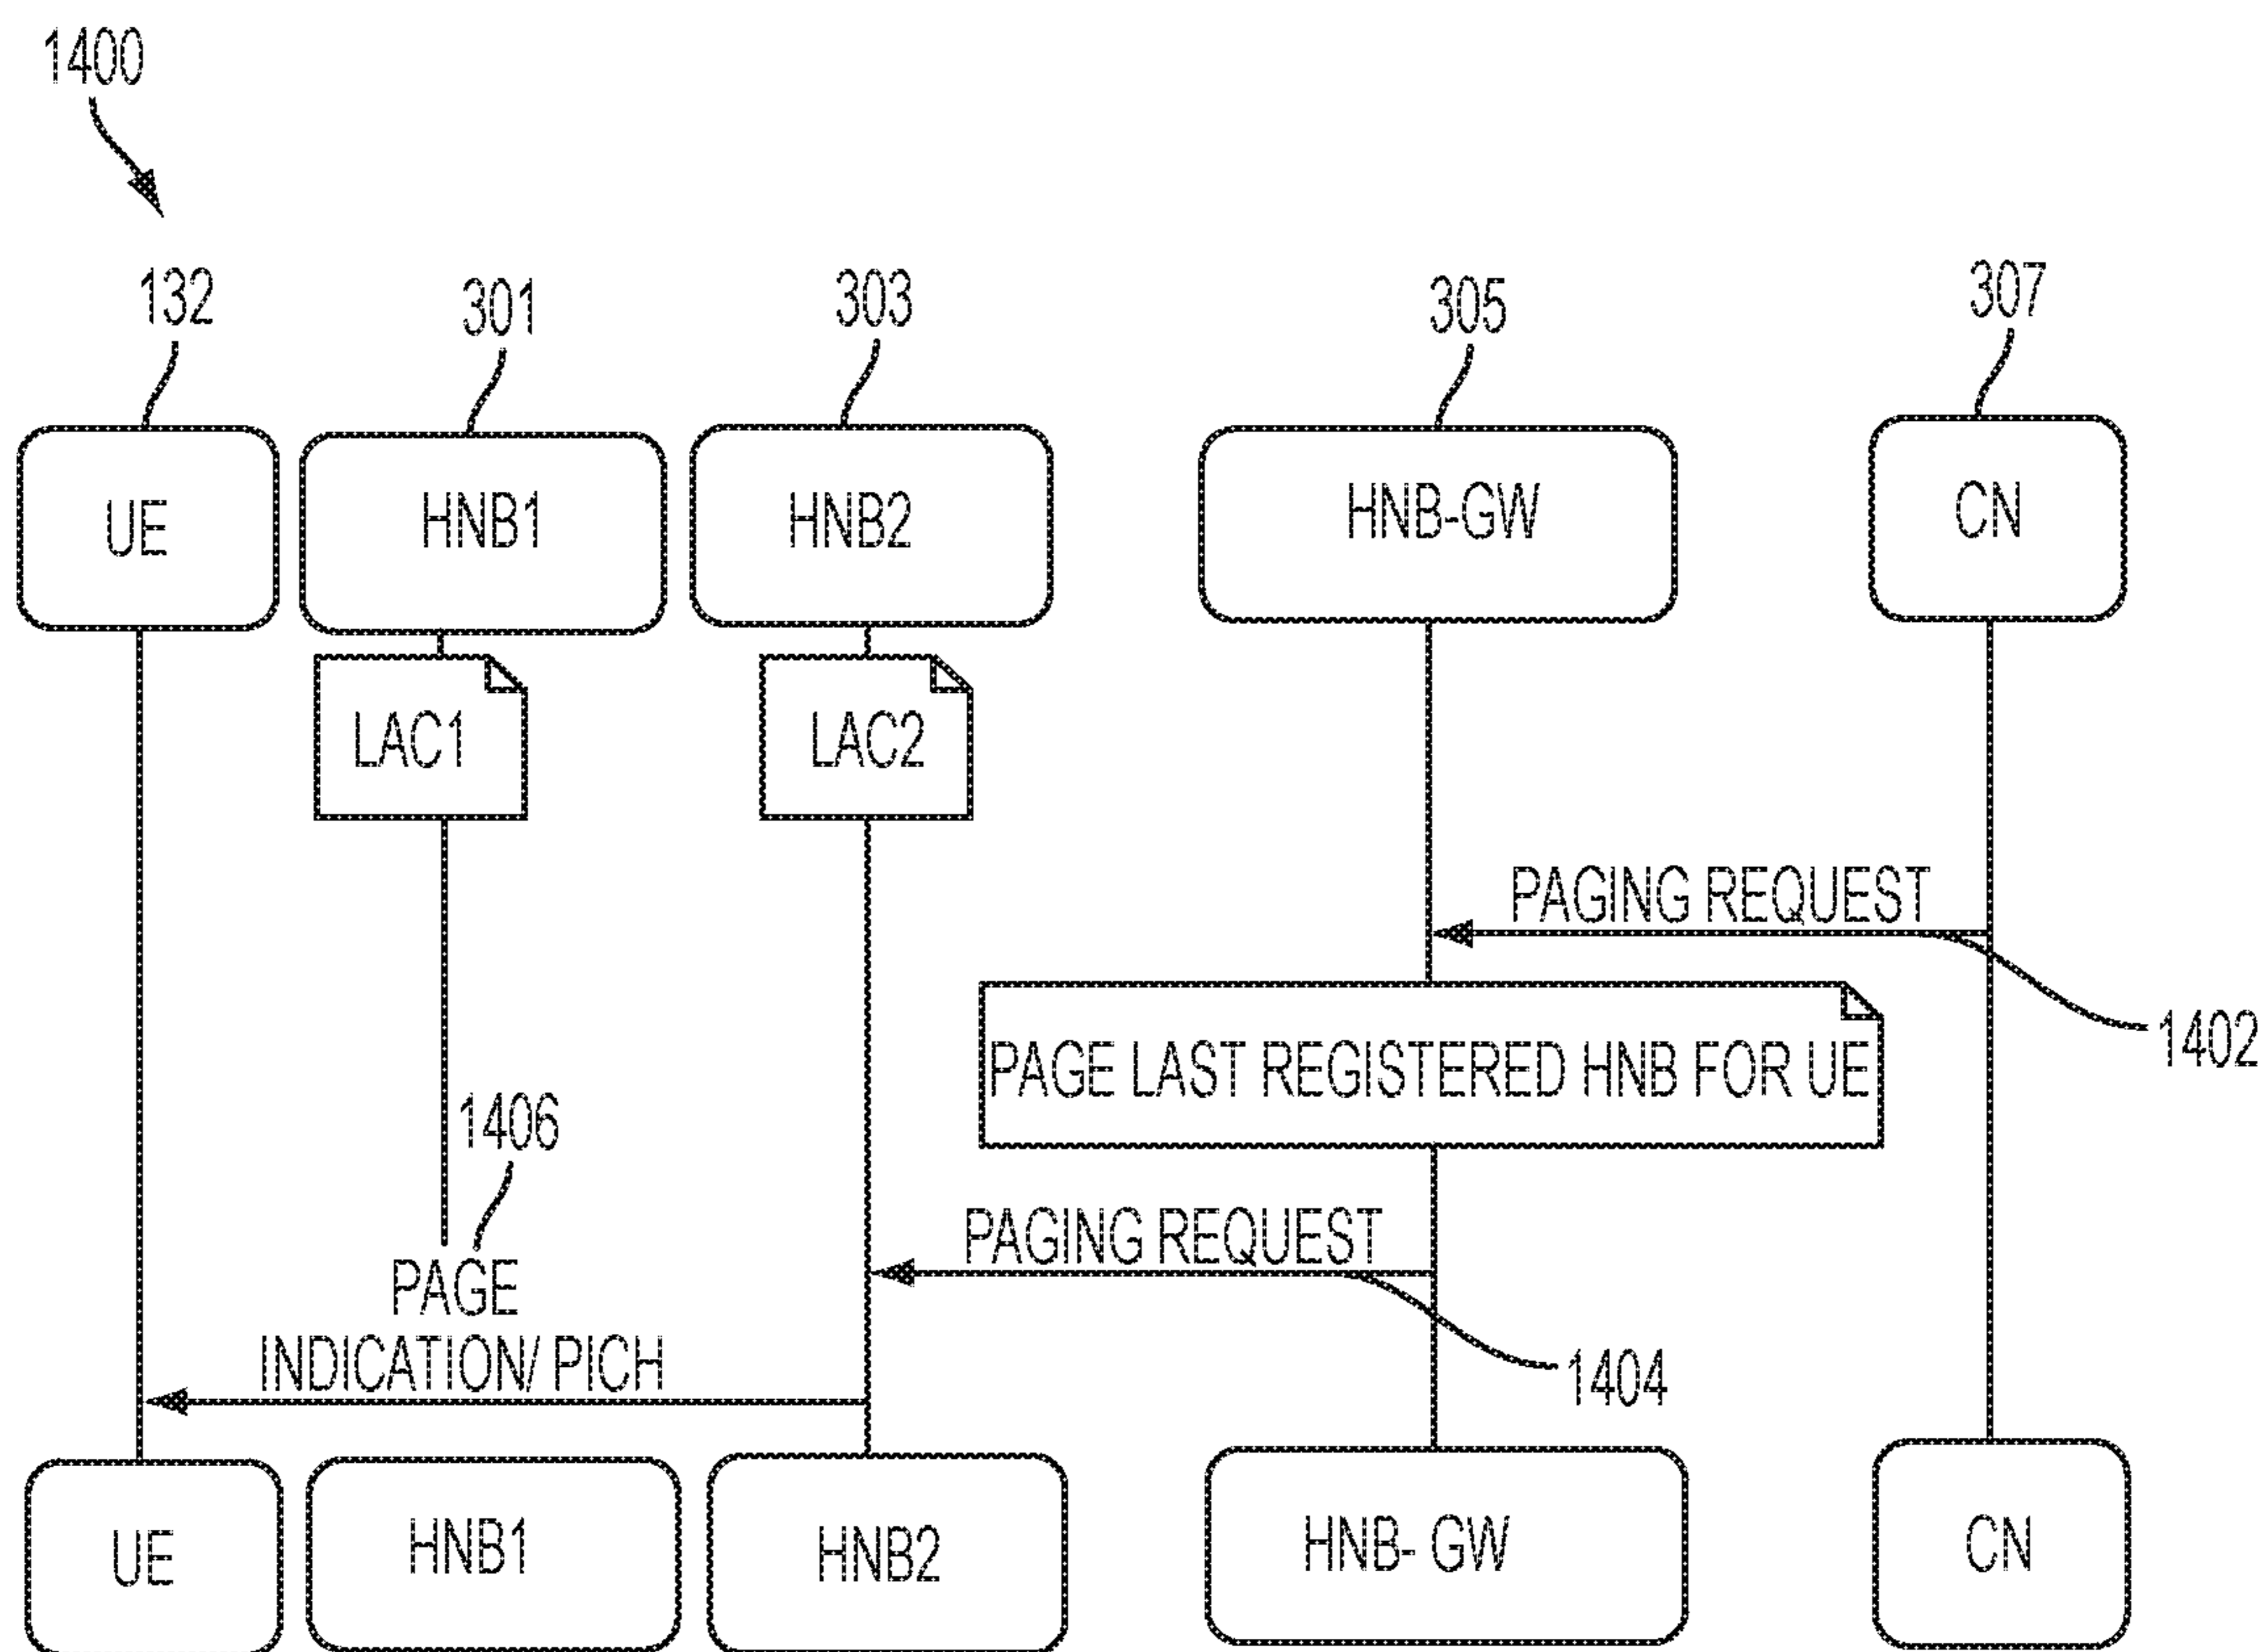 1400
132
301
303
305
307
UE
HNB1
HNB2
HNB-GW
CN
LAC1
LAC2
PAGING REQUEST
1402
PAGE LAST REGISTERED HNB FOR UE
1406
PAGING REQUEST
PAGE
INDICATION/ PICH
1404
UE
HNB1
HNB2
HNB- GW
CN